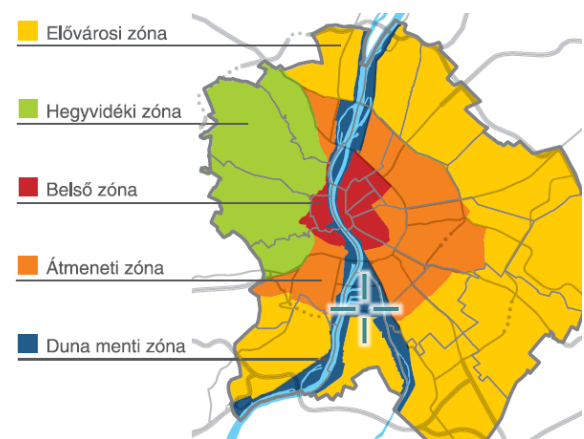 Elővárosi zóna
Hegyvidéki zóna
Belső zóna
Átmeneti zóna
Duna menti zóna